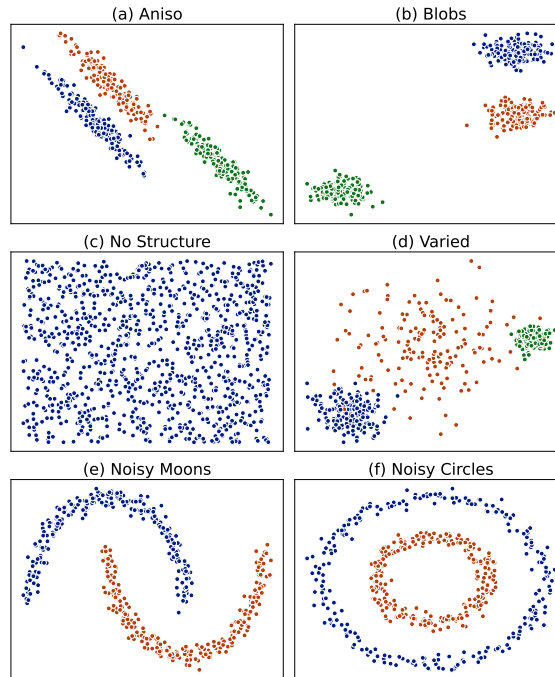 (a) Aniso
(b) Blobs
(c) No Structure
(d) Varied
(e) Noisy Moons
(f) Noisy Circles